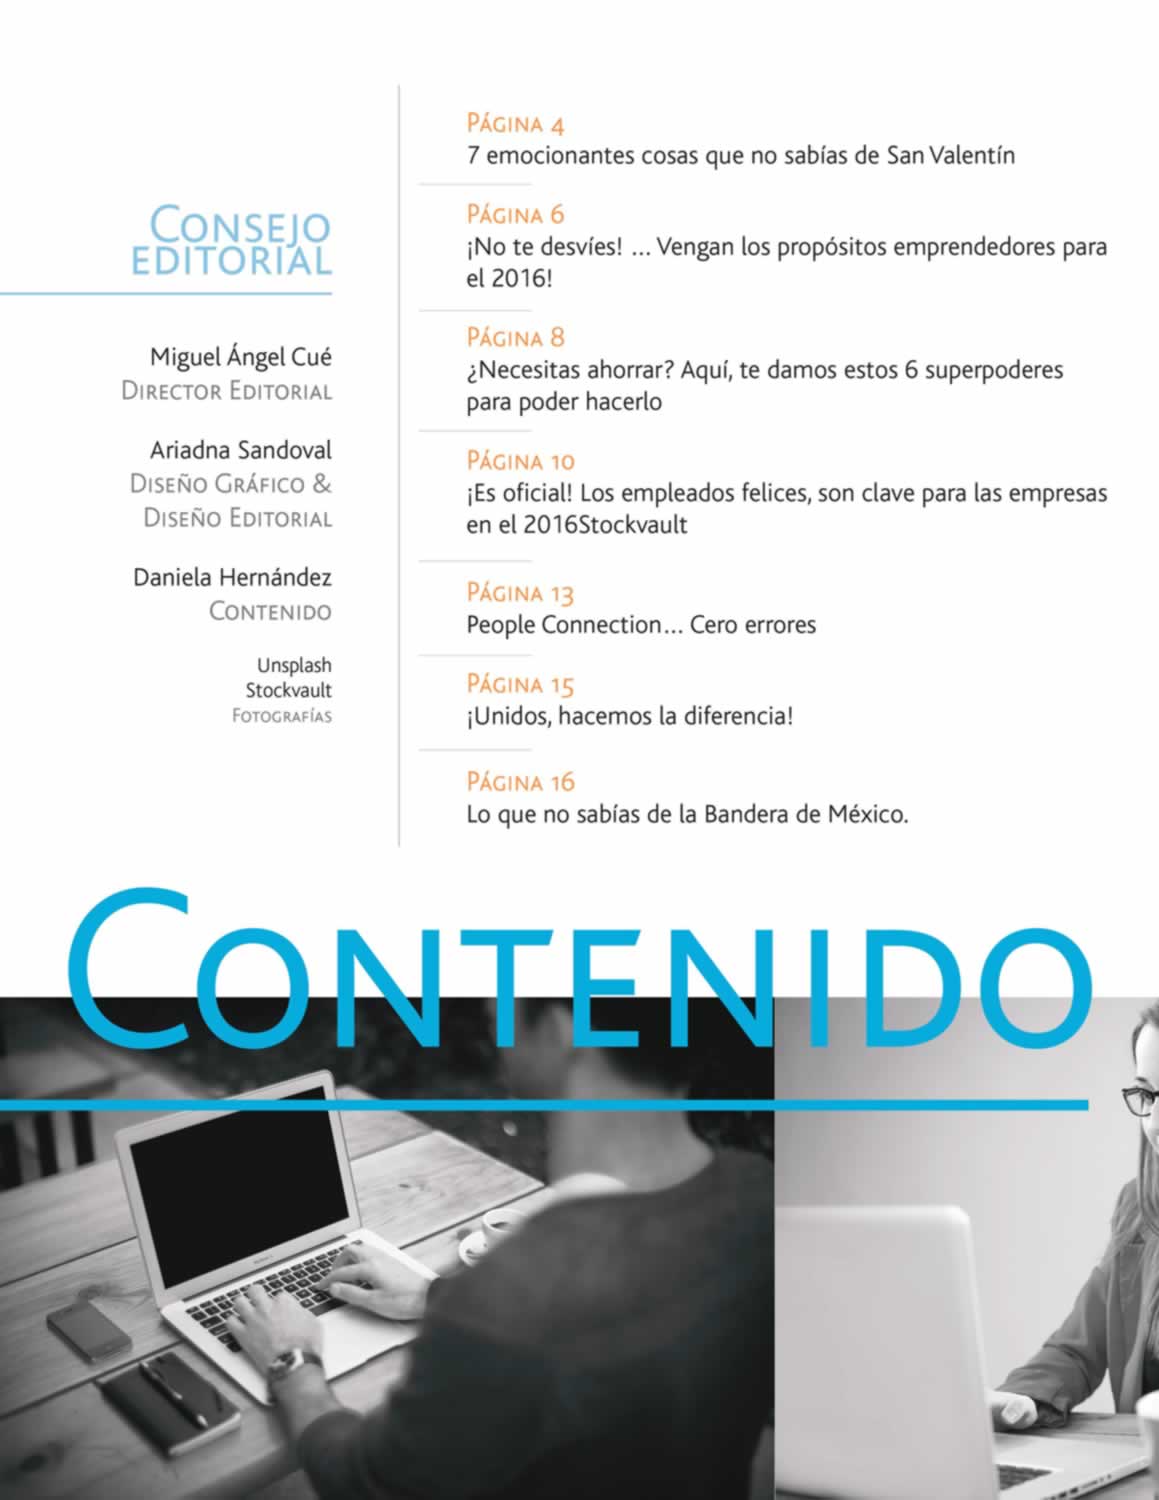 Consejo
editorial
Miguel Ángel Cué
Director Editorial
Ariadna Sandoval
Diseño Gráfico &
Diseño Editorial
Daniela Hernández
Contenido
Unsplash
Stockvault
Fotografías
Página 4
7 emocionantes cosas que no sabías de San Valentín
Página 6
¡No te desvíes! ... Vengan los propósitos emprendedores para
el 2016!
Página 8
¿Necesitas ahorrar? Aquí, te damos estos 6 superpoderes
para poder hacerlo
Página 10
¡Es oficial! Los empleados felices, son clave para las empresas
en el 2016Stockvault
Página 13
People Connection... Cero errores
Página 15
¡Unidos, hacemos la diferencia!
Página 16
Lo que no sabías de la Bandera de México.
Contenido